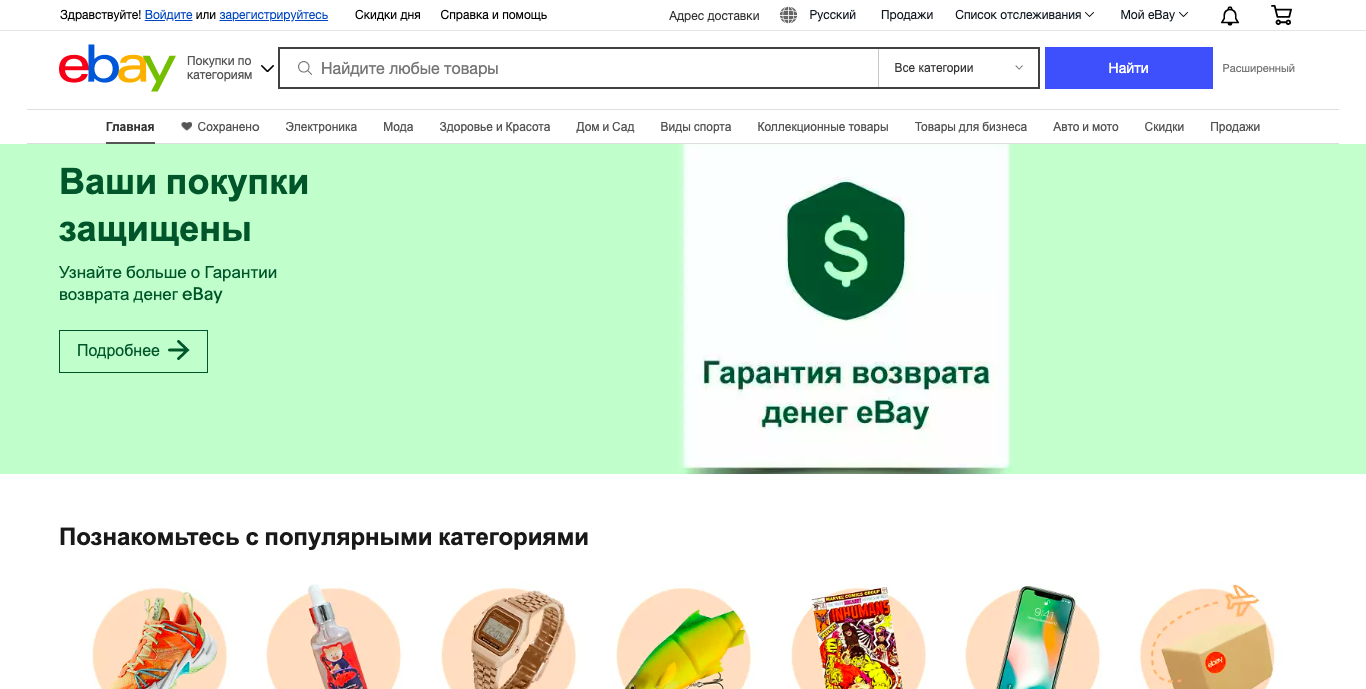 Здравствуйте! Войдите или зарегистрируйтесь
Скидки дня
Справка и помощь
Адрес доставки
Русский
Продажи
Список отслеживания
Мой eBay
ebay
Покупки по
категориям
Найдите любые товары
Все категории
Найти
Расширенный
Главная
Сохранено
Электроника
Мода
Здоровье и Красота
Дом и Сад
Виды спорта
Коллекционные товары
Товары для бизнеса
Авто и мото
Скидки
Продажи
Ваши покупки
защищены
Узнайте больше о Гарантии
возврата денег eBay
Подробнее
$
Гарантия возврата
денег eBay
Познакомьтесь с популярными категориями
MARVEL COMICS GROUP
INHUMANS
9:41
ebay